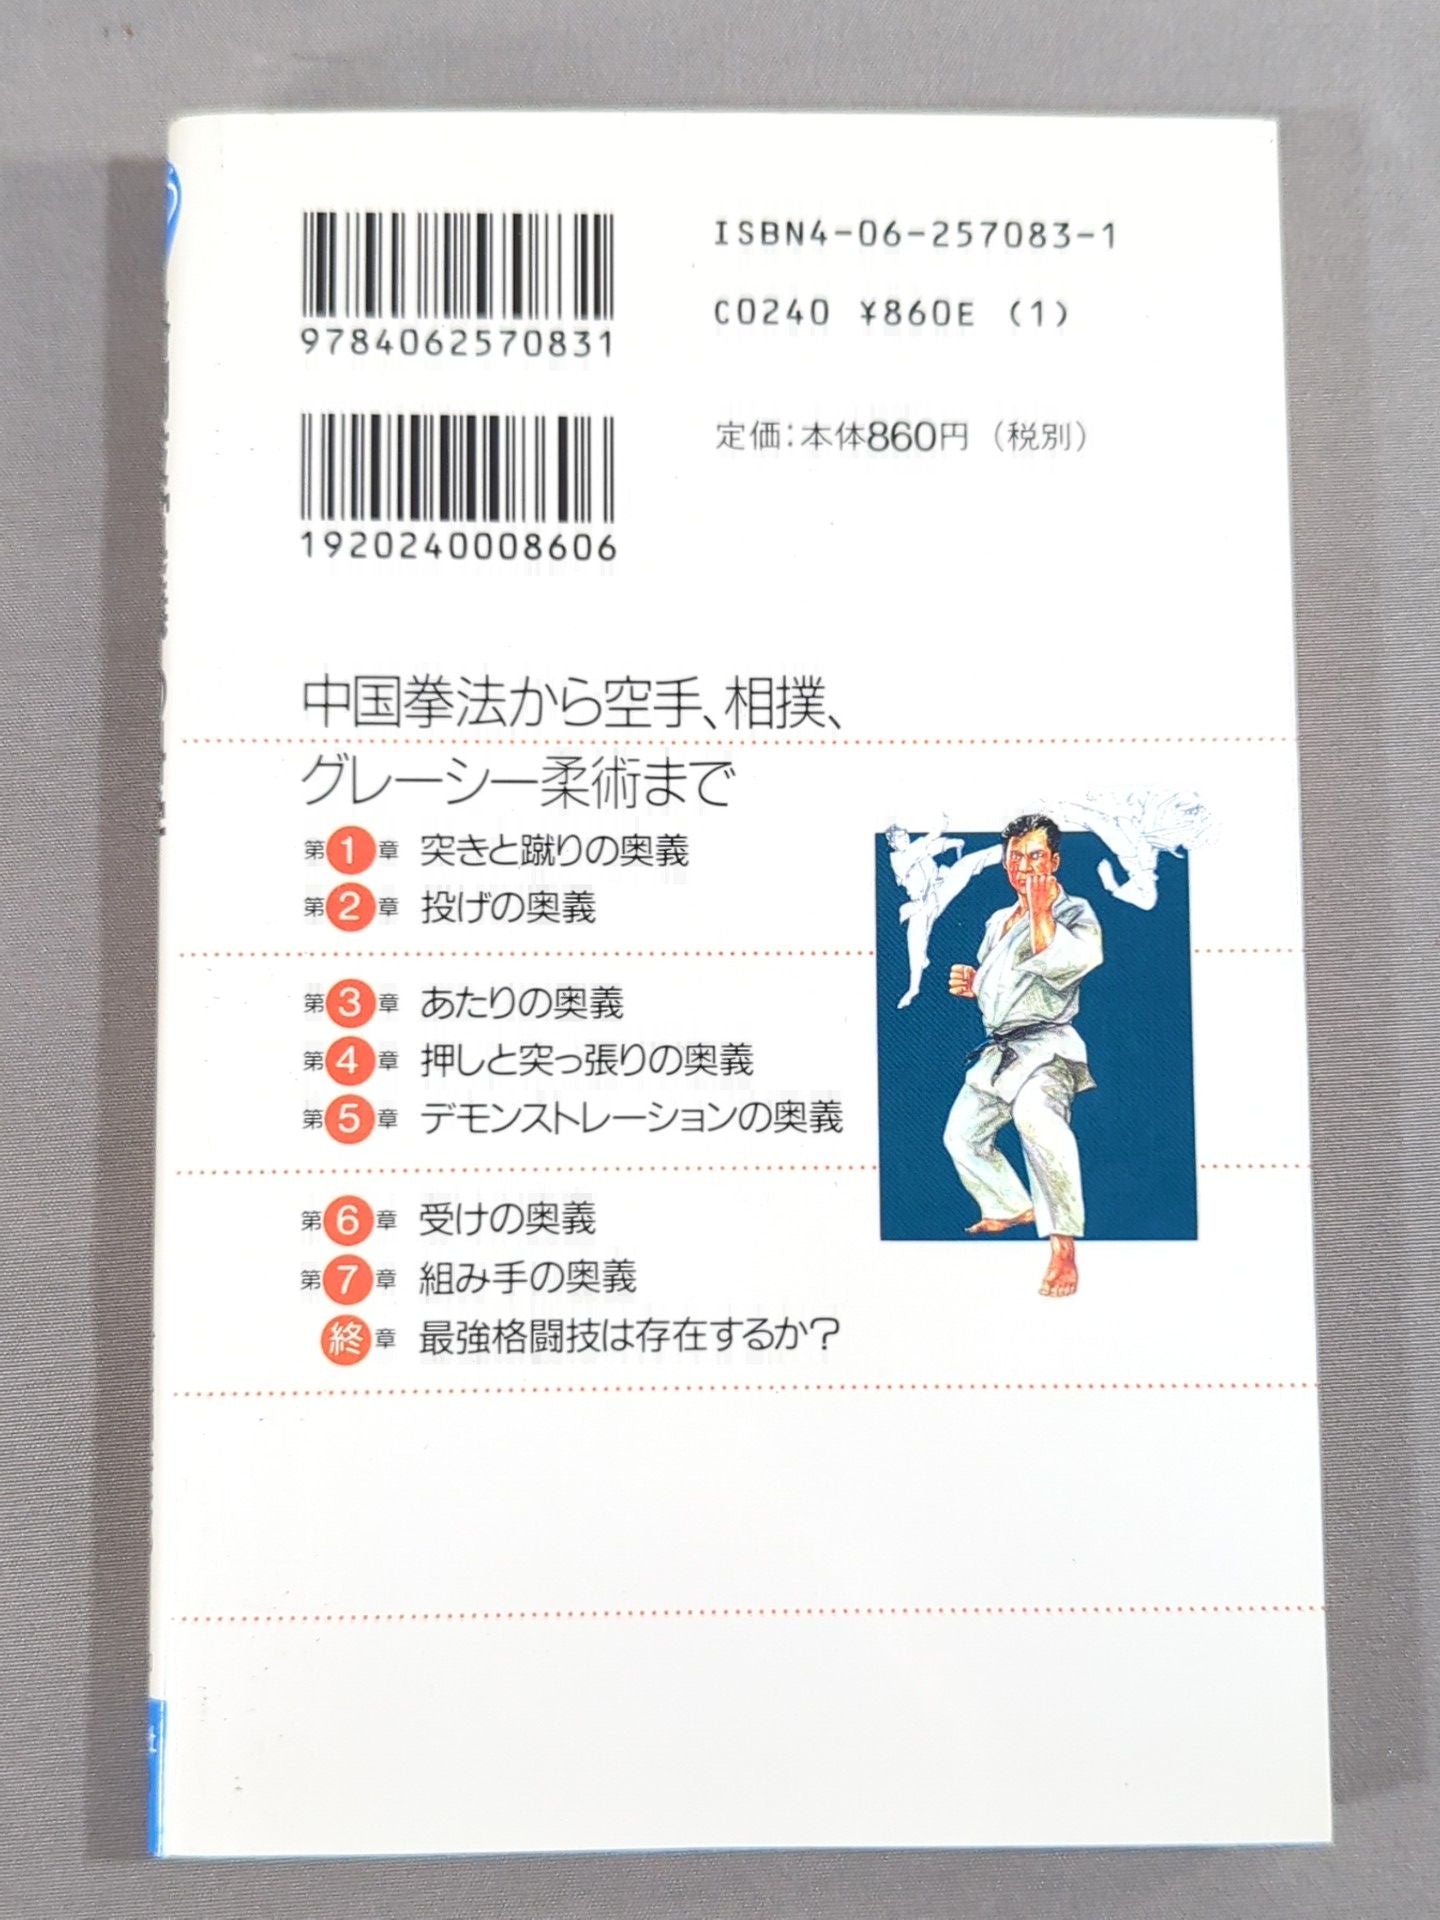 9784062570831
ISBN4-06-257083-1
C0240 ¥860E (1)
1920240008606
定価：本体860円（税別）
中国拳法から空手、相撲、
グレーシー柔術まで
第1章 突きと蹴りの奥義
第2章 投げの奥義
第3章 あたりの奥義
第4章 押しと突っ張りの奥義
第5章 デモンストレーションの奥義
第6章 受けの奥義
第7章 組み手の奥義
終章 最強格闘技は存在するか？